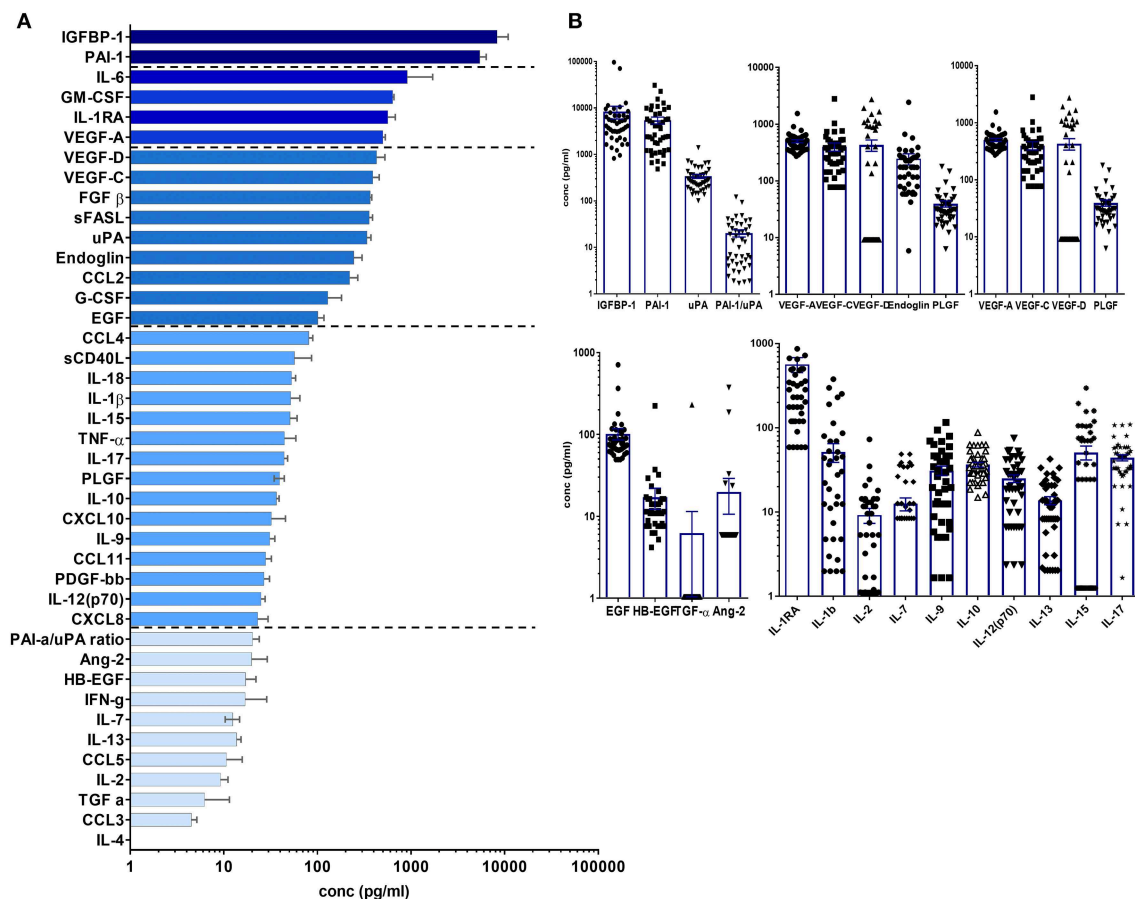 A
IGFBP-1
PAI-1
IL-6
GM-CSF
IL-1RA
VEGF-A
VEGF-D
VEGF-C
FGF β
sFASL
uPA
Endoglin
CCL2
G-CSF
EGF
CCL4
sCD40L
IL-18
IL-1β
IL-15
TNF-α
IL-17
PLGF
IL-10
CXCL10
IL-9
CCL11
PDGF-bb
IL-12(p70)
CXCL8
PAI-a/uPA ratio
Ang-2
HB-EGF
IFN-g
IL-7
IL-13
CCL5
IL-2
TGF a
CCL3
IL-4
1 10 100 1000 10000 100000
conc (pg/ml)
B
conc (pg/ml)
100000
10000
1000
100
10
1
IGFBP-1 PAI-1 uPA PAI-1/uPA
10000
1000
100
10
1
VEGF-A VEGF-C VEGF-D Endoglin PLGF
10000
1000
100
10
1
VEGF-A VEGF-C VEGF-D PLGF
conc (pg/ml)
1000
100
10
1
EGF HB-EGF TGF-α Ang-2
1000
100
10
1
IL-1RA IL-1b IL-2 IL-7 IL-9 IL-10 IL-12(p70) IL-13 IL-15 IL-17